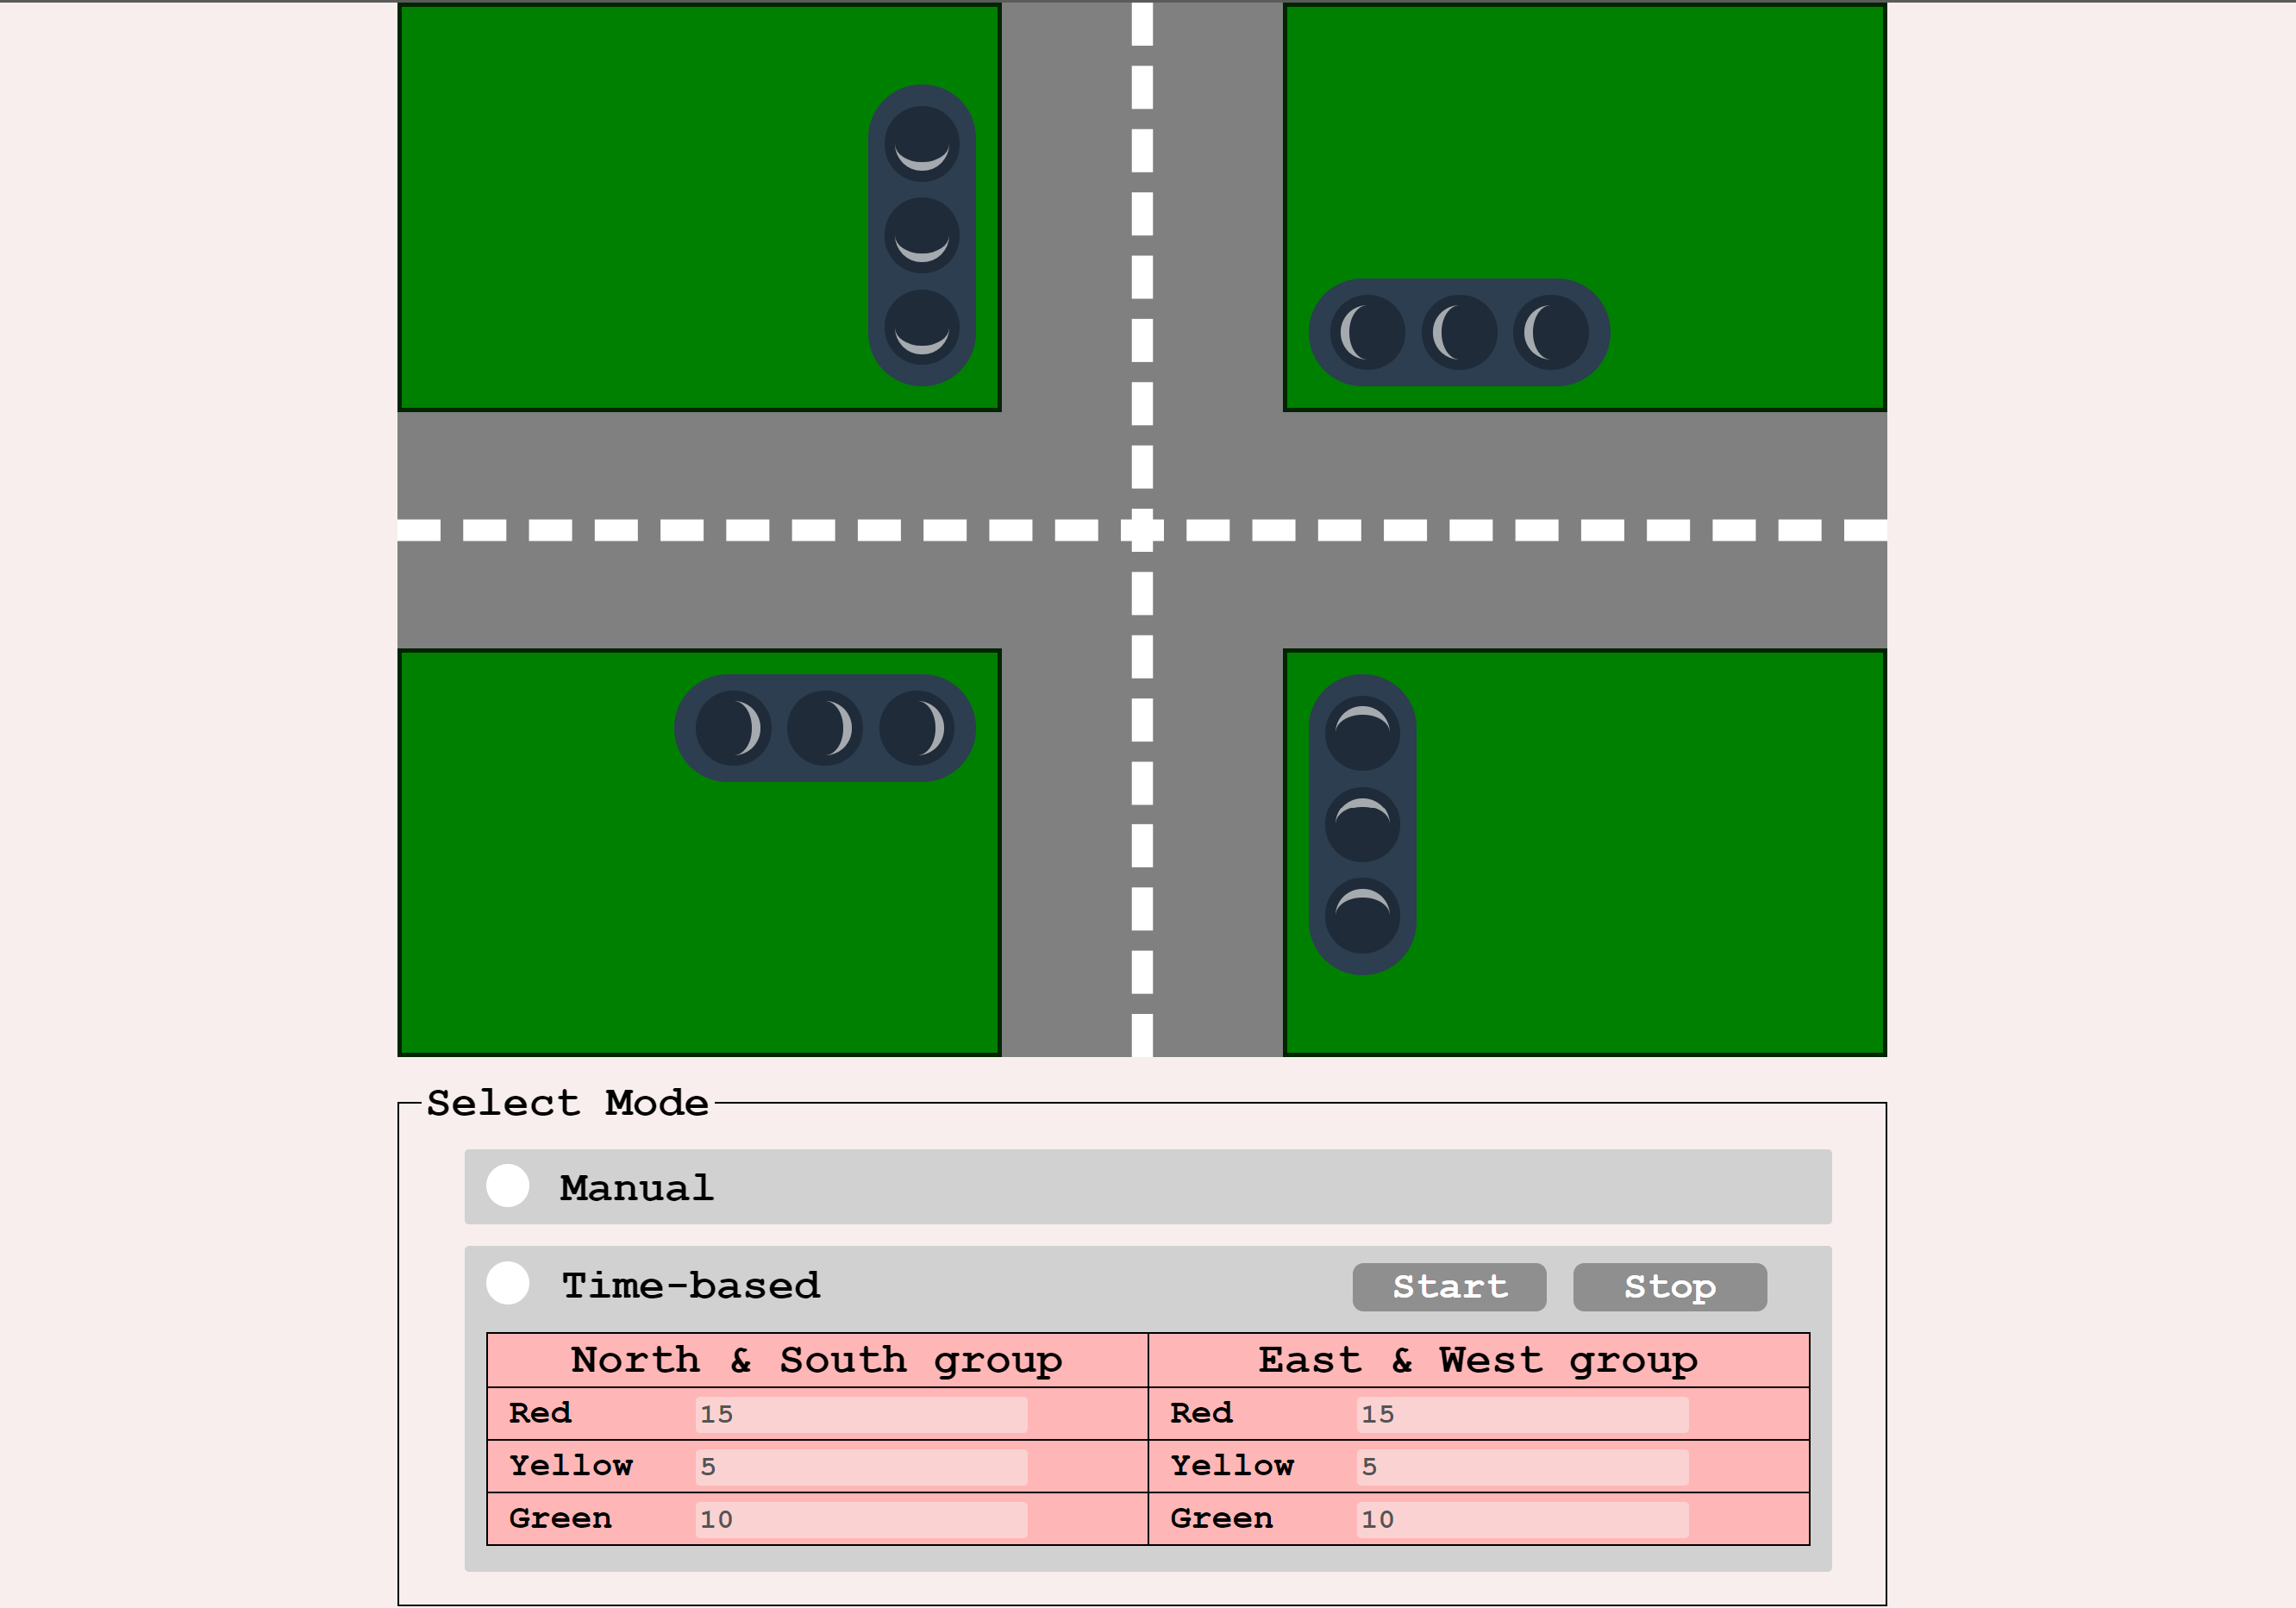 Select Mode
Manual
Time-based Start Stop
North & South group East & West group
Red 15 Red 15
Yellow 5 Yellow 5
Green 10 Green 10